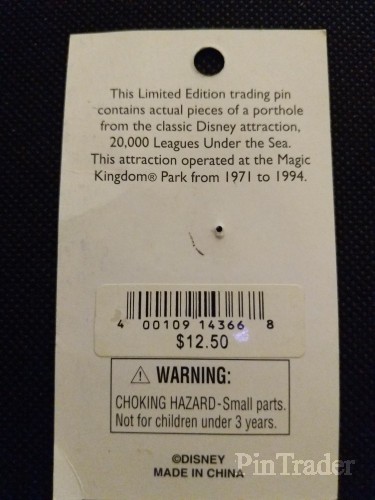 This Limited Edition trading pin
contains actual pieces of a porthole
from the classic Disney attraction,
20,000 Leagues Under the Sea.
This attraction operated at the Magic
Kingdom® Park from 1971 to 1994.
4 00109 14366 8
$12.50
⚠ WARNING:
CHOKING HAZARD-Small parts.
Not for children under 3 years.
©DISNEY
MADE IN CHINA
PinTrader